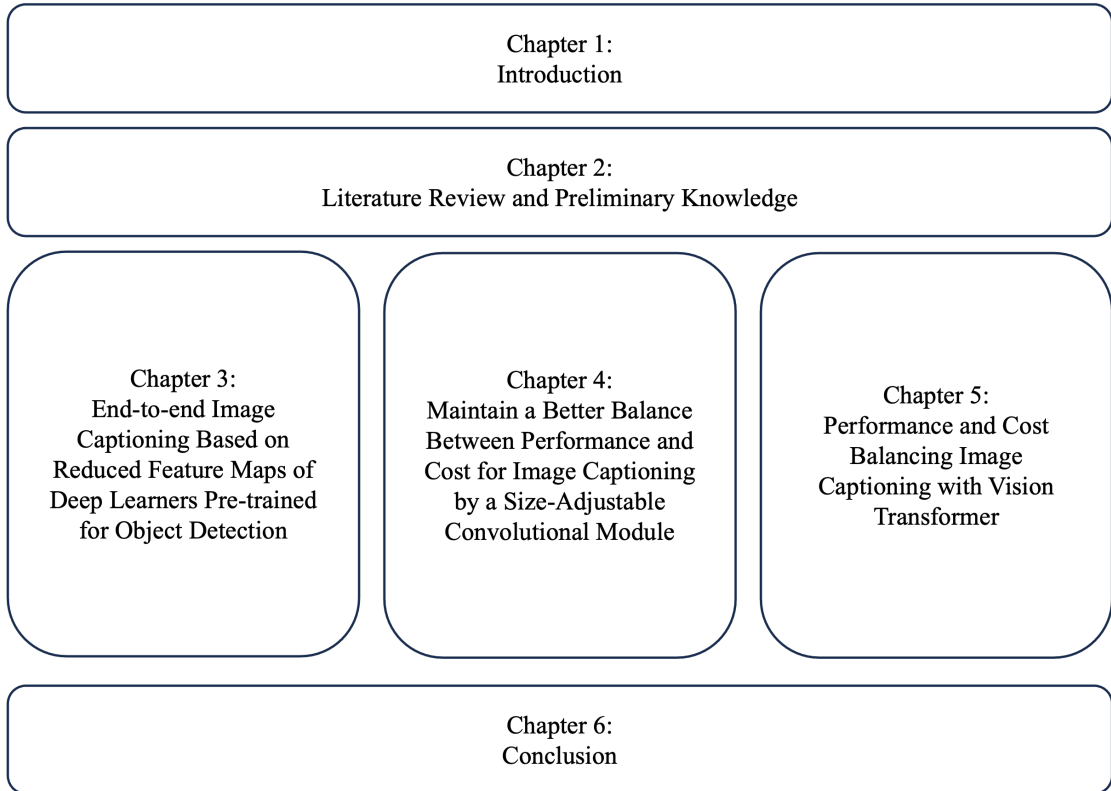 Chapter 1:
Introduction
Chapter 2:
Literature Review and Preliminary Knowledge
Chapter 3:
End-to-end Image
Captioning Based on
Reduced Feature Maps of
Deep Learners Pre-trained
for Object Detection
Chapter 4:
Maintain a Better Balance
Between Performance and
Cost for Image Captioning
by a Size-Adjustable
Convolutional Module
Chapter 5:
Performance and Cost
Balancing Image
Captioning with Vision
Transformer
Chapter 6:
Conclusion